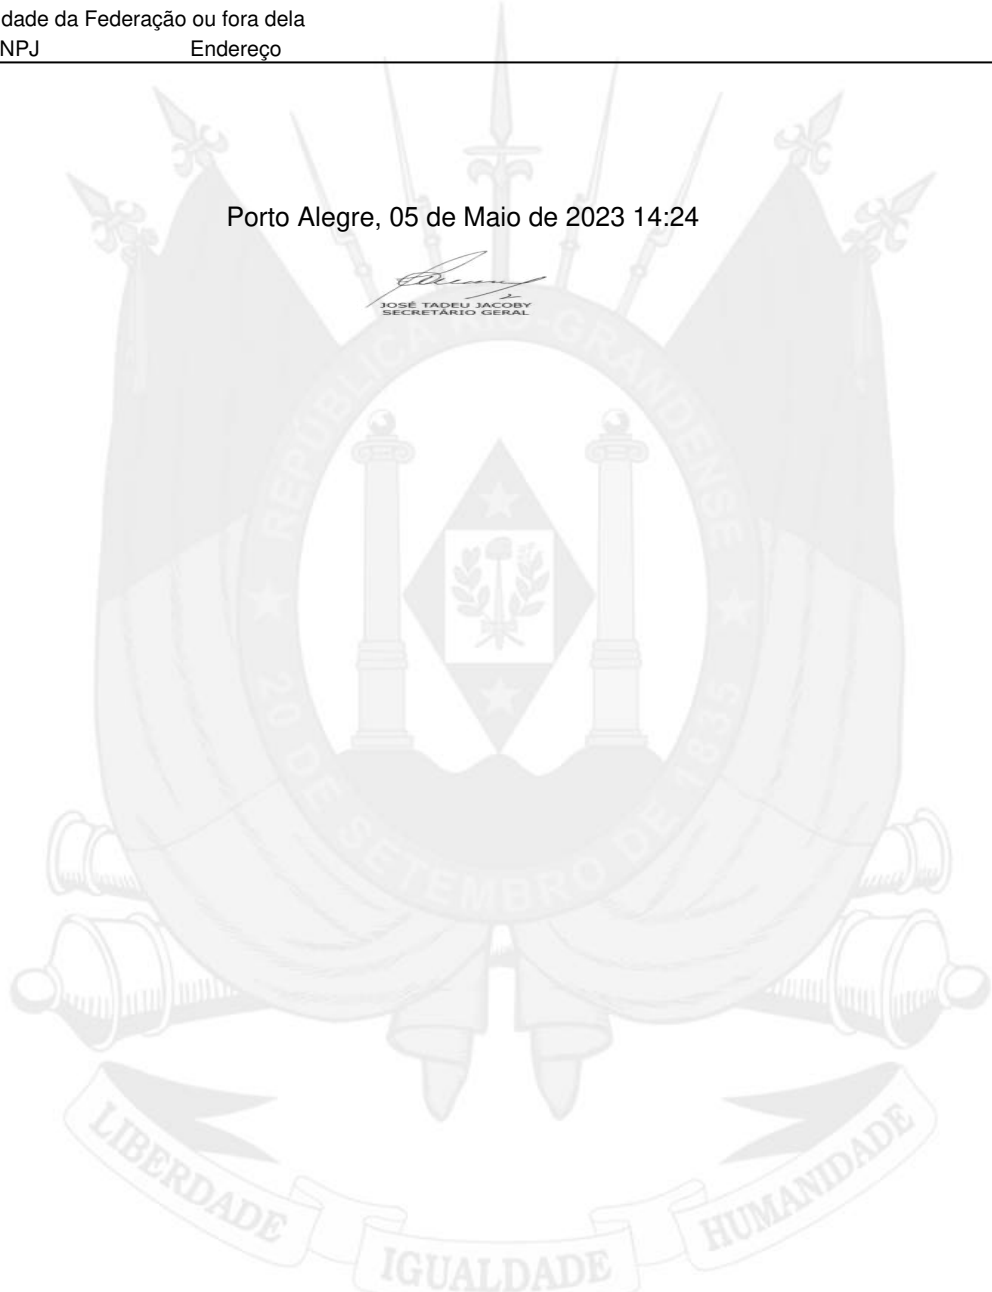 dade da Federação ou fora dela
NPJ Endereço
Porto Alegre, 05 de Maio de 2023 14:24
JOSÉ TADEU JACOBY
SECRETÁRIO GERAL
REPÚBLICA RIO-GRANDENSE
20 DE SETEMBRO DE 1835
LIBERDADE IGUALDADE HUMANIDADE